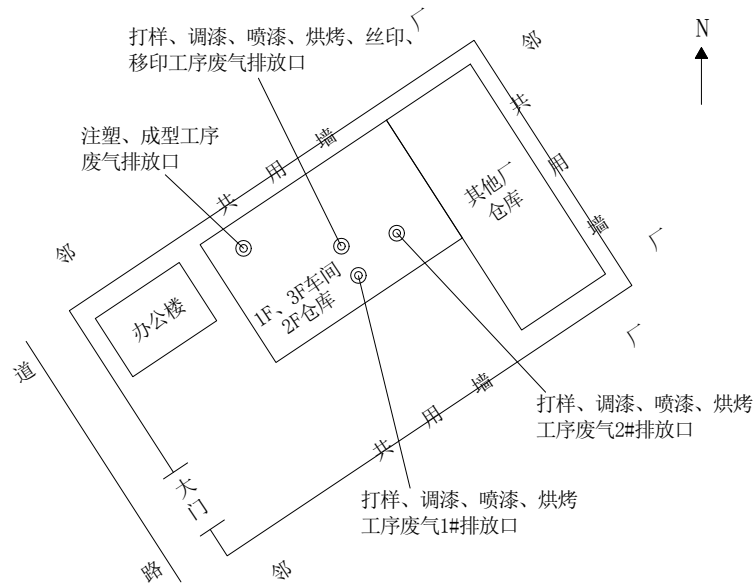 打样、调漆、喷漆、烘烤、丝印、
移印工序废气排放口
N
注塑、成型工序
废气排放口
邻
厂
共用墙
邻
厂
共用墙
其他厂
仓库
1F、3F车间
2F仓库
办公楼
道路
大门
共用墙
邻
厂
打样、调漆、喷漆、烘烤
工序废气2#排放口
打样、调漆、喷漆、烘烤
工序废气1#排放口